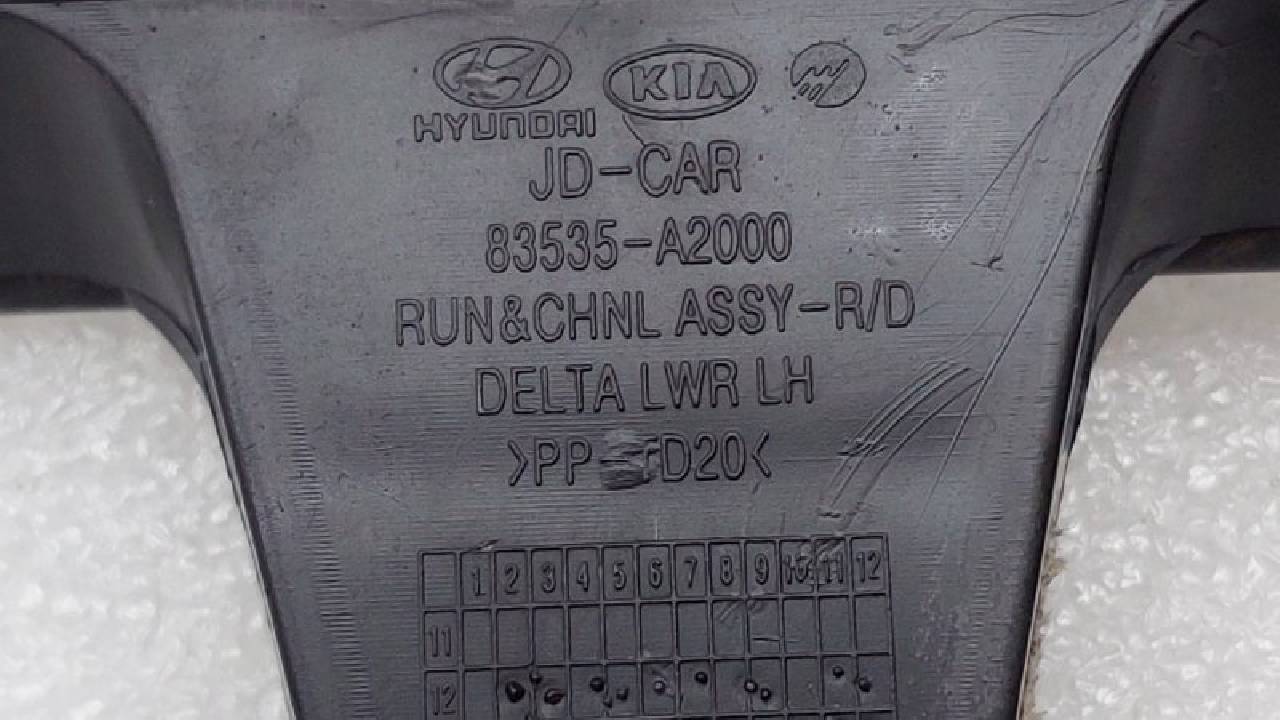 HYUNDAI KIA
JD-CAR
83535-A2000
RUN&CHNL ASSY-R/D
DELTA LWR LH
>PP D20<
1 2 3 4 5 6 7 8 9 10 11 12
11
12